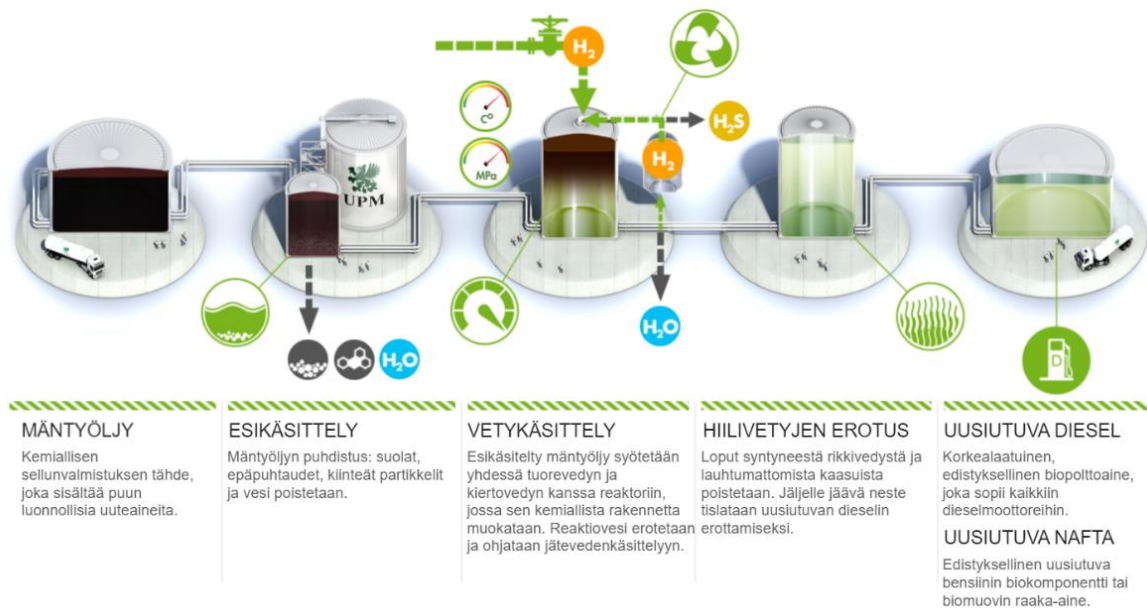 H₂
C°
MPa
H₂S
H₂
UPM
H₂O
H₂O
D
MÄNTYÖLJY
Kemiallisen
sellunvalmistuksen tähde,
joka sisältää puun
luonnollisia uuteaineita.
ESIKÄSITTELY
Mäntyöljyn puhdistus: suolat,
epäpuhtaudet, kiinteät partikkelit
ja vesi poistetaan.
VETYKÄSITTELY
Esikäsitelty mäntyöljy syötetään
yhdessä tuorevedyn ja
kiertovedyn kanssa reaktoriin,
jossa sen kemiallista rakennetta
muokataan. Reaktiovesi erotetaan
ja ohjataan jätevedenkäsittelyyn.
HIILIVETYJEN EROTUS
Loput syntyneestä rikkivedystä ja
lauhtumattomista kaasuista
poistetaan. Jäljelle jäävä neste
tislataan uusiutuvan dieselin
erottamiseksi.
UUSIUTUVA DIESEL
Korkealaatuinen,
edistyksellinen biopolttoaine,
joka sopii kaikkiin
dieselmoottoreihin.
UUSIUTUVA NAFTA
Edistyksellinen uusiutuva
bensiinin biokomponentti tai
biomuovin raaka-aine.